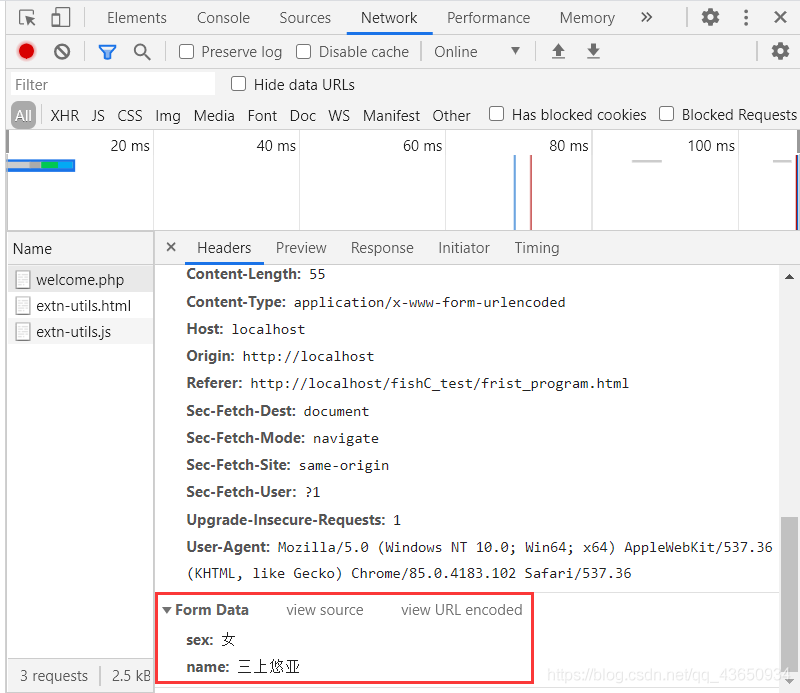 Elements Console Sources Network Performance Memory »
Preserve log Disable cache Online ▼
Filter Hide data URLs
All XHR JS CSS Img Media Font Doc WS Manifest Other Has blocked cookies Blocked Requests
20 ms 40 ms 60 ms 80 ms 100 ms
Name
welcome.php
extn-utils.html
extn-utils.js
3 requests 2.5 kB
× Headers Preview Response Initiator Timing
Content-Length: 55
Content-Type: application/x-www-form-urlencoded
Host: localhost
Origin: http://localhost
Referer: http://localhost/fishC_test/frist_program.html
Sec-Fetch-Dest: document
Sec-Fetch-Mode: navigate
Sec-Fetch-Site: same-origin
Sec-Fetch-User: ?1
Upgrade-Insecure-Requests: 1
User-Agent: Mozilla/5.0 (Windows NT 10.0; Win64; x64) AppleWebKit/537.36
(KHTML, like Gecko) Chrome/85.0.4183.102 Safari/537.36
▼ Form Data view source view URL encoded
sex: 女
name: 三上悠亚
https://blog.csdn.net/qq_43650934